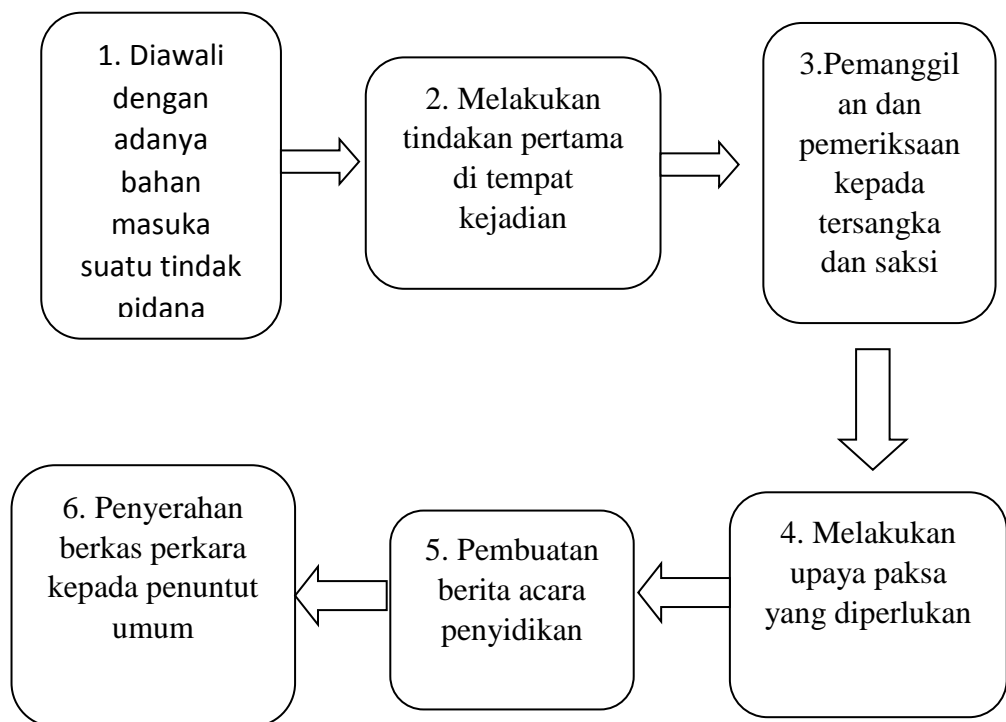 1. Diawali
dengan
adanya
bahan
masuka
suatu tindak
pidana
2. Melakukan
tindakan pertama
di tempat
kejadian
3.Pemanggil
an dan
pemeriksaan
kepada
tersangka
dan saksi
4. Melakukan
upaya paksa
yang diperlukan
5. Pembuatan
berita acara
penyidikan
6. Penyerahan
berkas perkara
kepada penuntut
umum